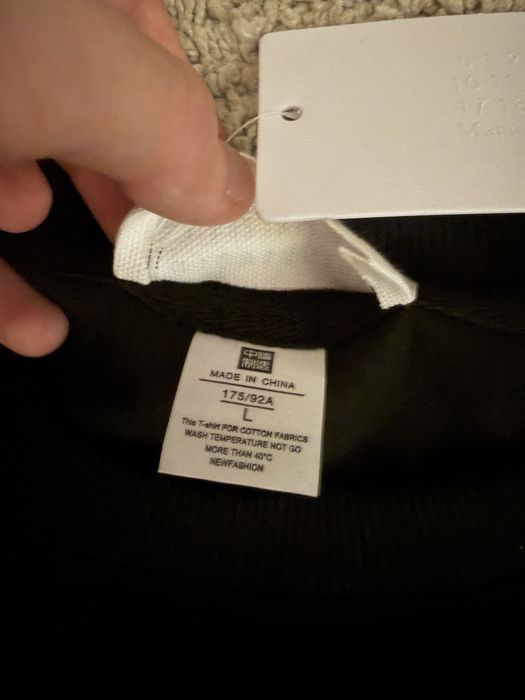 中國
制造
MADE IN CHINA
175/92A
L
This T-shirt FOR COTTON FABRICS
WASH TEMPERATURE NOT GO
MORE THAN 40°C
NEWFASHION